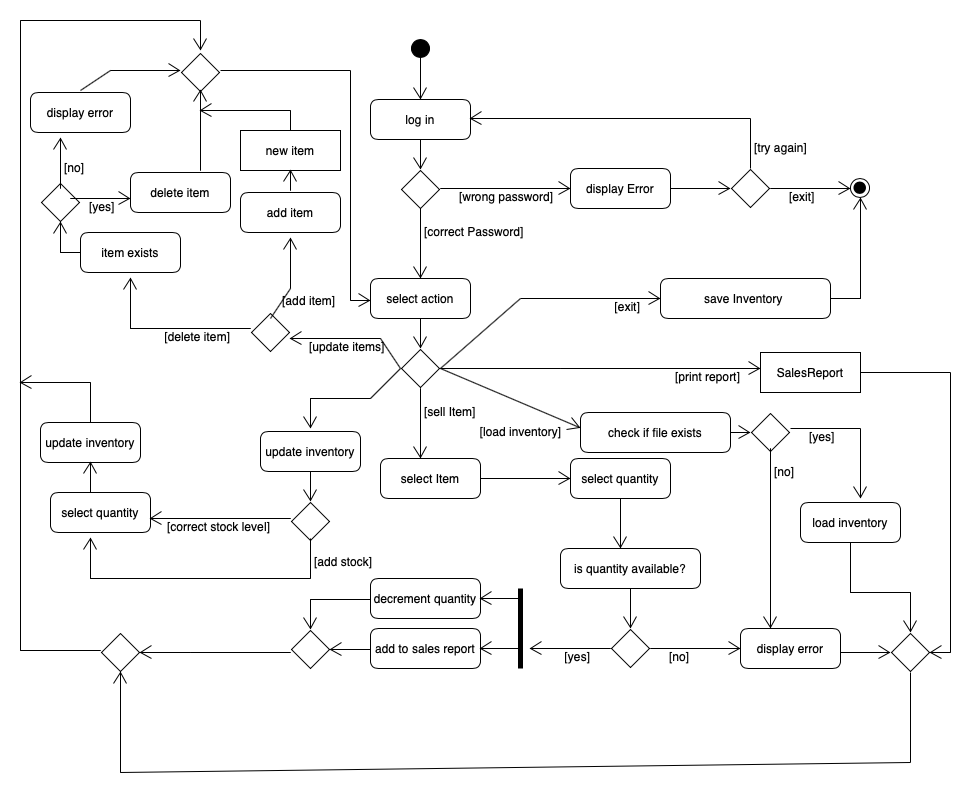 display error
log in
new item
[no]
[try again]
delete item
display Error
[yes]
[wrong password]
[exit]
add item
[correct Password]
item exists
[add item]
select action
save Inventory
[exit]
[delete item]
[update items]
SalesReport
[print report]
[sell Item]
[load inventory]
check if file exists
[yes]
update inventory
update inventory
[no]
select Item
select quantity
select quantity
[correct stock level]
load inventory
[add stock]
is quantity available?
decrement quantity
add to sales report
[yes]
[no]
display error